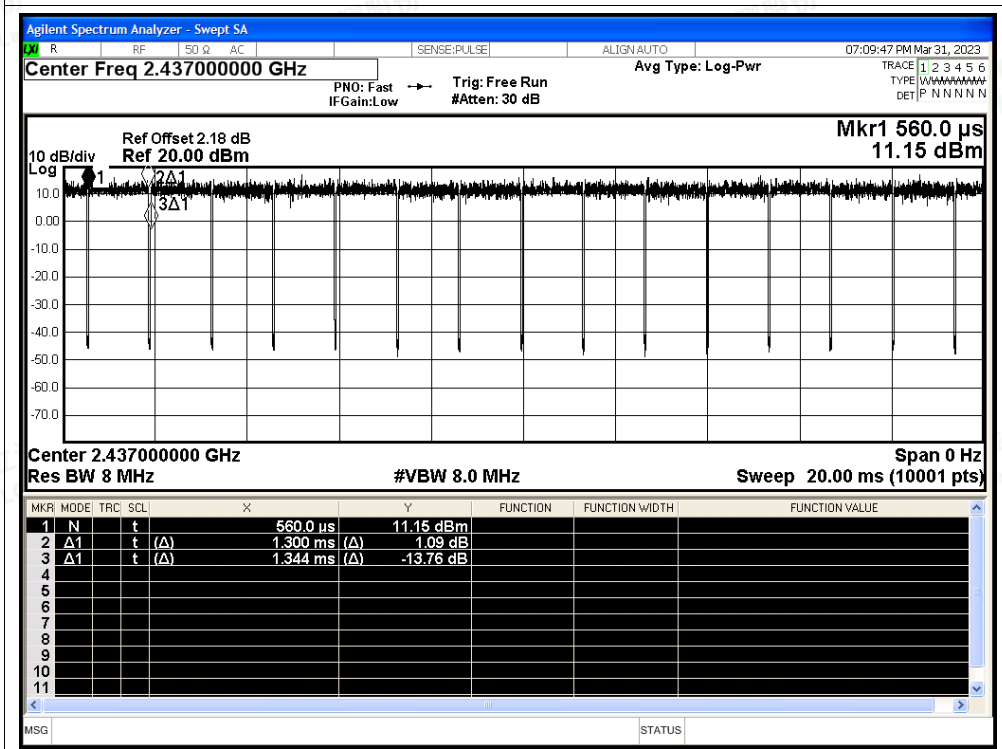 Agilent Spectrum Analyzer - Swept SA
LXI R RF 50 Ω AC SENSE:PULSE ALIGN AUTO 07:09:47 PM Mar 31, 2023
Center Freq 2.437000000 GHz
PNO: Fast
IFGain:Low
Trig: Free Run
#Atten: 30 dB
Avg Type: Log-Pwr
TRACE 1 2 3 4 5 6
TYPE
DET P N N N N N
Mkr1 560.0 µs
11.15 dBm
Ref Offset 2.18 dB
10 dB/div Ref 20.00 dBm
Log
1
2Δ1
3Δ1
10.0
0.00
-10.0
-20.0
-30.0
-40.0
-50.0
-60.0
-70.0
Center 2.437000000 GHz Span 0 Hz
Res BW 8 MHz #VBW 8.0 MHz Sweep 20.00 ms (10001 pts)
MKR MODE TRC SCL X Y FUNCTION FUNCTION WIDTH FUNCTION VALUE
1 N t 560.0 µs 11.15 dBm
2 Δ1 t (Δ) 1.300 ms (Δ) 1.09 dB
3 Δ1 t (Δ) 1.344 ms (Δ) -13.76 dB
4
5
6
7
8
9
10
11
MSG STATUS